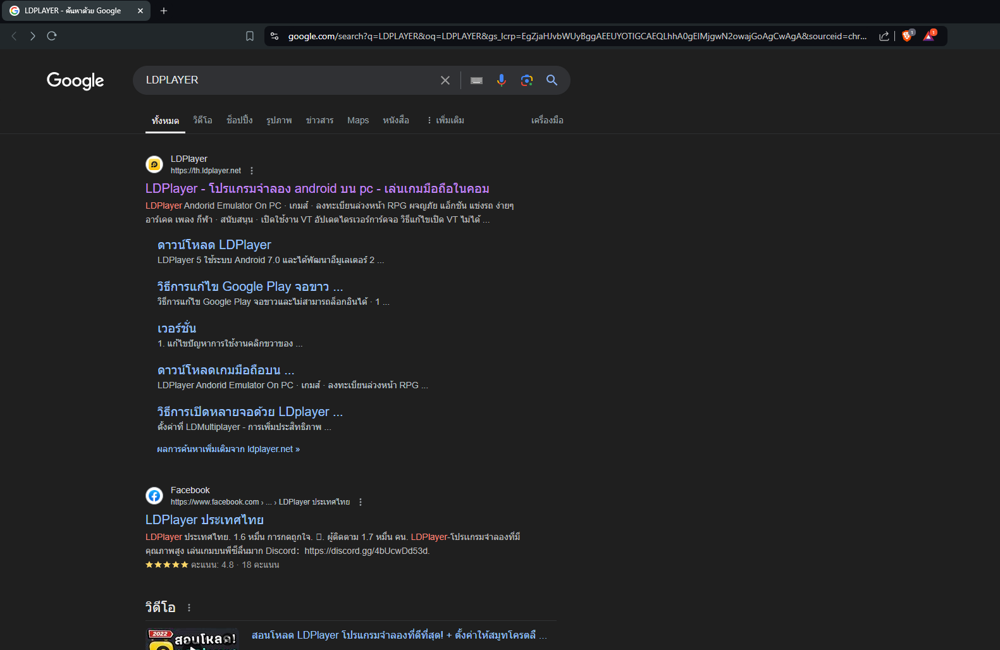 LDPLAYER - ค้นหาด้วย Google
google.com/search?q=LDPLAYER&oq=LDPLAYER&gs_lcrp=EgZjaHJvbWUyBggAEEUYOTIGCAEQLhhA0gEIMjgwN2owajGoAgCwAgA&sourceid=chr...
1
1
Google
LDPLAYER
ทั้งหมด
วิดีโอ
ช็อปปิ้ง
รูปภาพ
ข่าวสาร
Maps
หนังสือ
เพิ่มเติม
เครื่องมือ
LDPlayer
https://th.ldplayer.net
LDPlayer - โปรแกรมจําลอง android บน pc - เล่นเกมมือถือในคอม
LDPlayer Andorid Emulator On PC · เกมส์ · ลงทะเบียนล่วงหน้า RPG ผจญภัย แอ็กชัน แข่งรถ ง่ายๆ
อาร์เคด เพลง กีฬา · สนับสนุน · เปิดใช้งาน VT อัปเดตไดรเวอร์การ์ดจอ วิธีแก้ไขเปิด VT ไม่ได้ ...
ดาวน์โหลด LDPlayer
LDPlayer 5 ใช้ระบบ Android 7.0 และได้พัฒนาอีมูเลเตอร์ 2 ...
วิธีการแก้ไข Google Play จอขาว ...
วิธีการแก้ไข Google Play จอขาวและไม่สามารถล็อกอินได้ · 1 ...
เวอร์ชั่น
1. แก้ไขปัญหาการใช้งานคลิกขวาของ ...
ดาวน์โหลดเกมมือถือบน ...
LDPlayer Andorid Emulator On PC · เกมส์ · ลงทะเบียนล่วงหน้า RPG ...
วิธีการเปิดหลายจอด้วย LDplayer ...
ตั้งค่าที่ LDMultiplayer - การเพิ่มประสิทธิภาพ ...
ผลการค้นหาเพิ่มเติมจาก ldplayer.net »
Facebook
https://www.facebook.com › ... › LDPlayer ประเทศไทย
LDPlayer ประเทศไทย
LDPlayer ประเทศไทย. 1.6 หมื่น การกดถูกใจ. ผู้ติดตาม 1.7 หมื่น คน. LDPlayer-โปรแกรมจำลองที่มี
คุณภาพสูง เล่นเกมบนพีซีลื่นมาก Discord：https://discord.gg/4bUcwDd53d.
คะแนน: 4.8 · 18 คะแนน
วิดีโอ
2022
สอนโหลด!
สอนโหลด LDPlayer โปรแกรมจำลองที่ดีที่สุด! + ตั้งค่าให้สมูทโครตลื ...